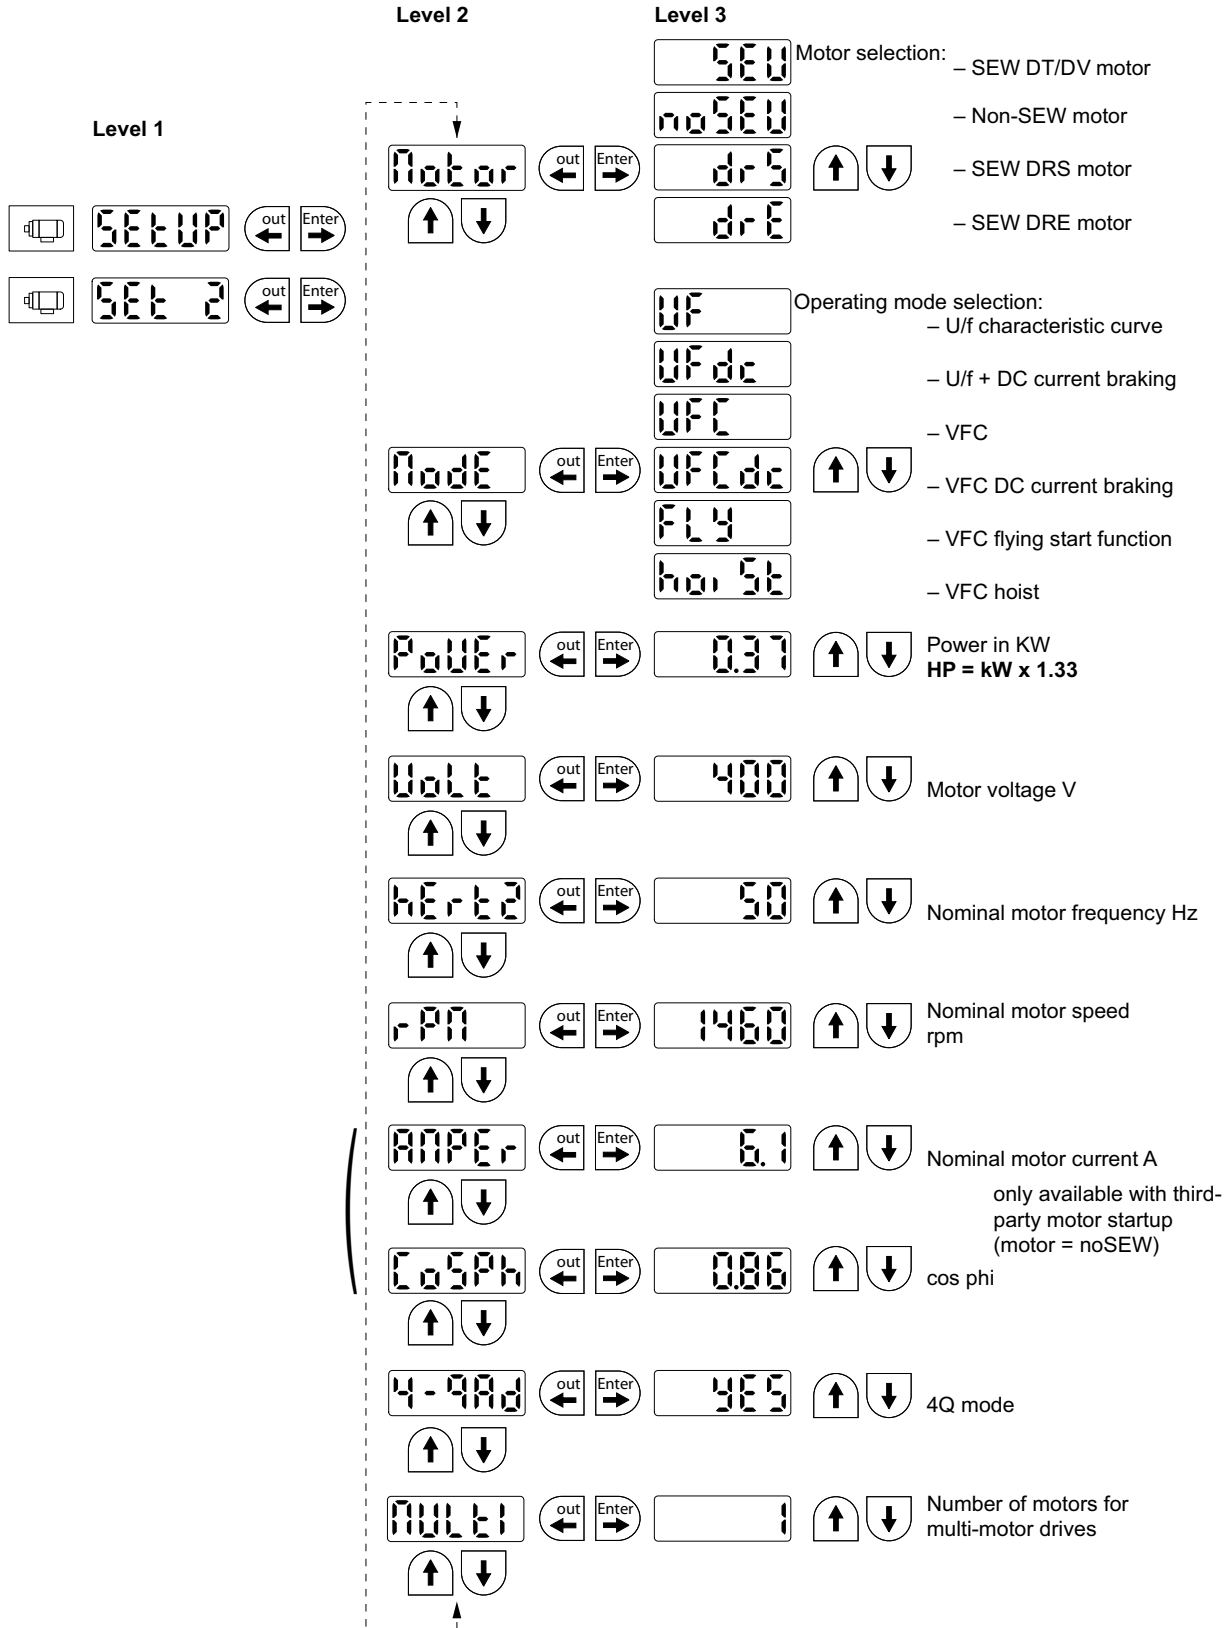 Level 2
Level 3
Level 1
SEU
Motor selection:
– SEW DT/DV motor
noSEU
– Non-SEW motor
Motor
out
Enter
drS
– SEW DRS motor
drE
– SEW DRE motor
SEtUP
out
Enter
SEt 2
out
Enter
UF
Operating mode selection:
– U/f characteristic curve
UFdc
– U/f + DC current braking
UFC
– VFC
ModE
out
Enter
UFCdc
– VFC DC current braking
FLY
– VFC flying start function
hoiSt
– VFC hoist
PoUEr
out
Enter
0.37
Power in KW
HP = kW x 1.33
UoLt
out
Enter
400
Motor voltage V
hErt2
out
Enter
50
Nominal motor frequency Hz
rPM
out
Enter
1460
Nominal motor speed
rpm
AMPEr
out
Enter
6.1
Nominal motor current A
only available with third-
party motor startup
(motor = noSEW)
CoSPh
out
Enter
0.86
cos phi
4-qAd
out
Enter
YES
4Q mode
MULtI
out
Enter
1
Number of motors for
multi-motor drives